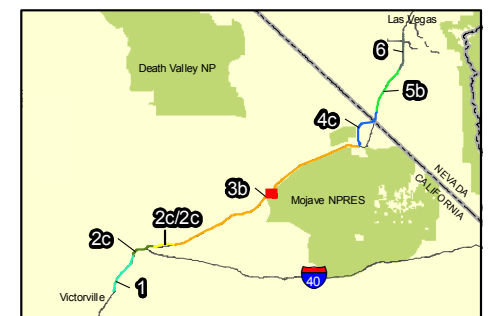 Las Vegas
6
Death Valley NP
5b
4c
NEVADA
CALIFORNIA
3b
Mojave NPRES
2c/2c
2c
40
1
Victorville